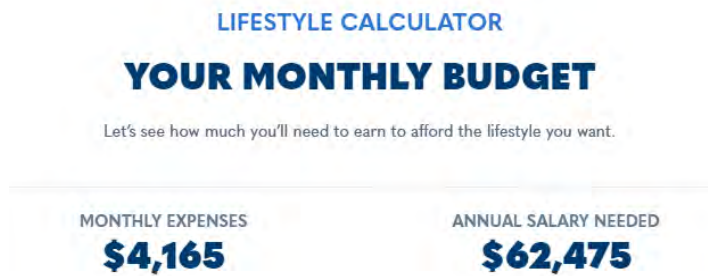 LIFESTYLE CALCULATOR
YOUR MONTHLY BUDGET
Let's see how much you'll need to earn to afford the lifestyle you want.
MONTHLY EXPENSES
ANNUAL SALARY NEEDED
$4,165
$62,475